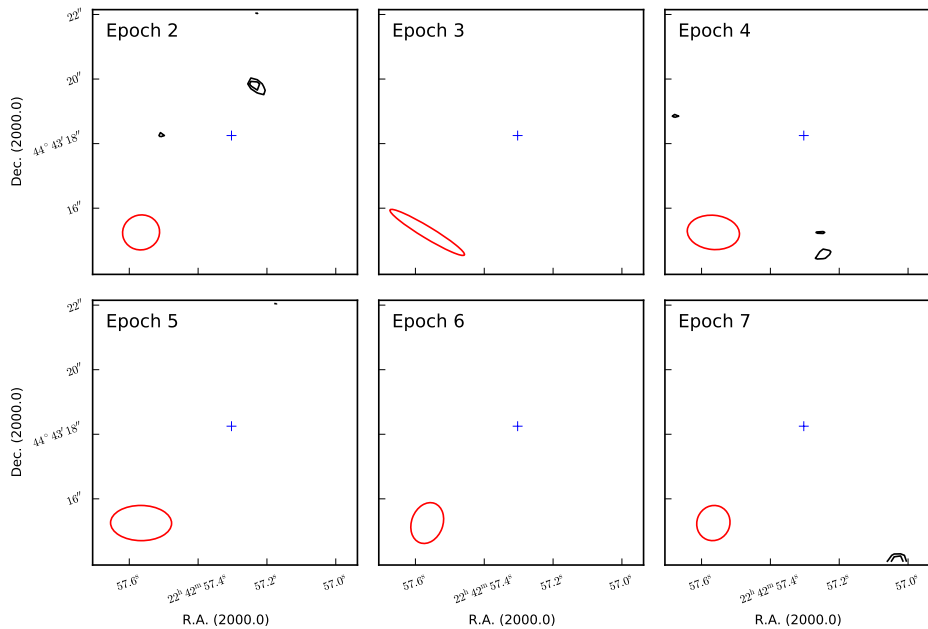 22″
Epoch 2
Epoch 3
Epoch 4
20″
44° 43′ 18″
16″
Dec. (2000.0)
22″
Epoch 5
Epoch 6
Epoch 7
20″
44° 43′ 18″
16″
Dec. (2000.0)
57.6ˢ 22ʰ 42ᵐ 57.4ˢ 57.2ˢ 57.0ˢ 57.6ˢ 22ʰ 42ᵐ 57.4ˢ 57.2ˢ 57.0ˢ 57.6ˢ 22ʰ 42ᵐ 57.4ˢ 57.2ˢ 57.0ˢ
R.A. (2000.0) R.A. (2000.0) R.A. (2000.0)